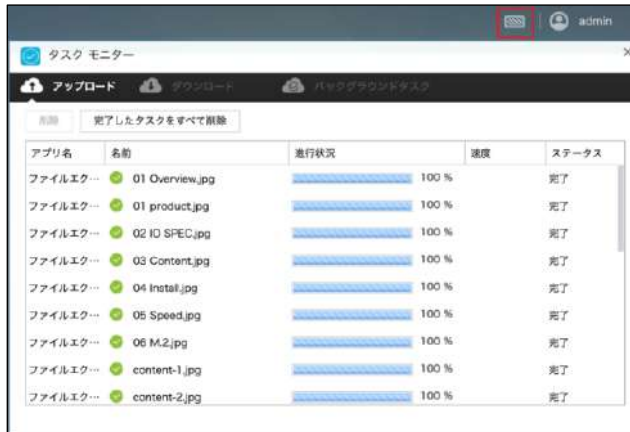 admin
タスク モニター
アップロード ダウンロード バックグラウンドタスク
削除 完了したタスクをすべて削除
アプリ名 名前 進行状況 速度 ステータス
ファイルエク… 01 Overview.jpg 100 % 完了
ファイルエク… 01 product.jpg 100 % 完了
ファイルエク… 02 IO SPEC.jpg 100 % 完了
ファイルエク… 03 Content.jpg 100 % 完了
ファイルエク… 04 Install.jpg 100 % 完了
ファイルエク… 05 Speed.jpg 100 % 完了
ファイルエク… 06 M.2.jpg 100 % 完了
ファイルエク… content-1.jpg 100 % 完了
ファイルエク… content-2.jpg 100 % 完了